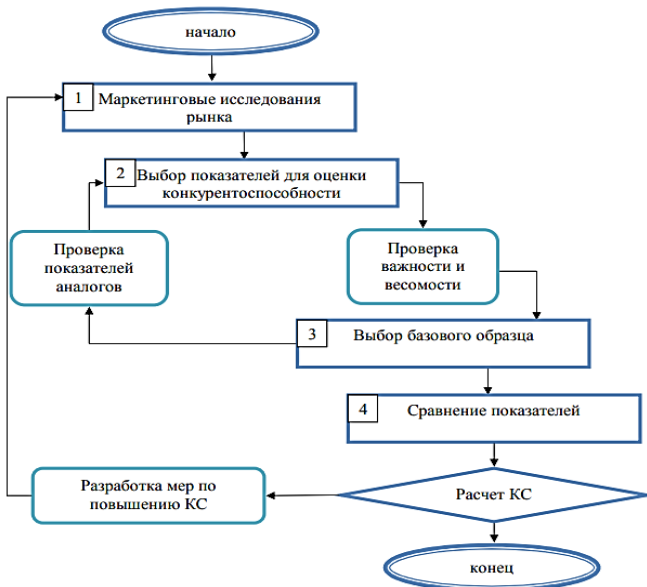 начало
1
Маркетинговые исследования
рынка
2
Выбор показателей для оценки
конкурентоспособности
Проверка
показателей
аналогов
Проверка
важности и
весомости
3
Выбор базового образца
4
Сравнение показателей
Разработка мер по
повышению КС
Расчет КС
конец